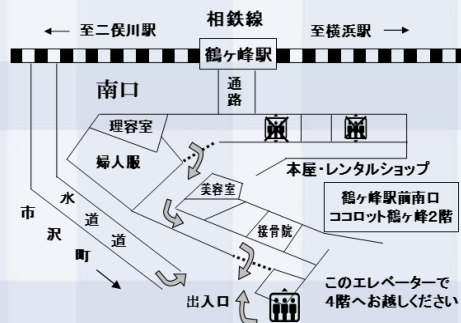 相鉄線
至二俣川駅
至横浜駅
鶴ヶ峰駅
通路
南口
理容室
婦人服
本屋・レンタルショップ
美容室
鶴ヶ峰駅前南口
ココロット鶴ヶ峰2階
水道道
市沢町
接骨院
このエレベーターで
4階へお越しください
出入口